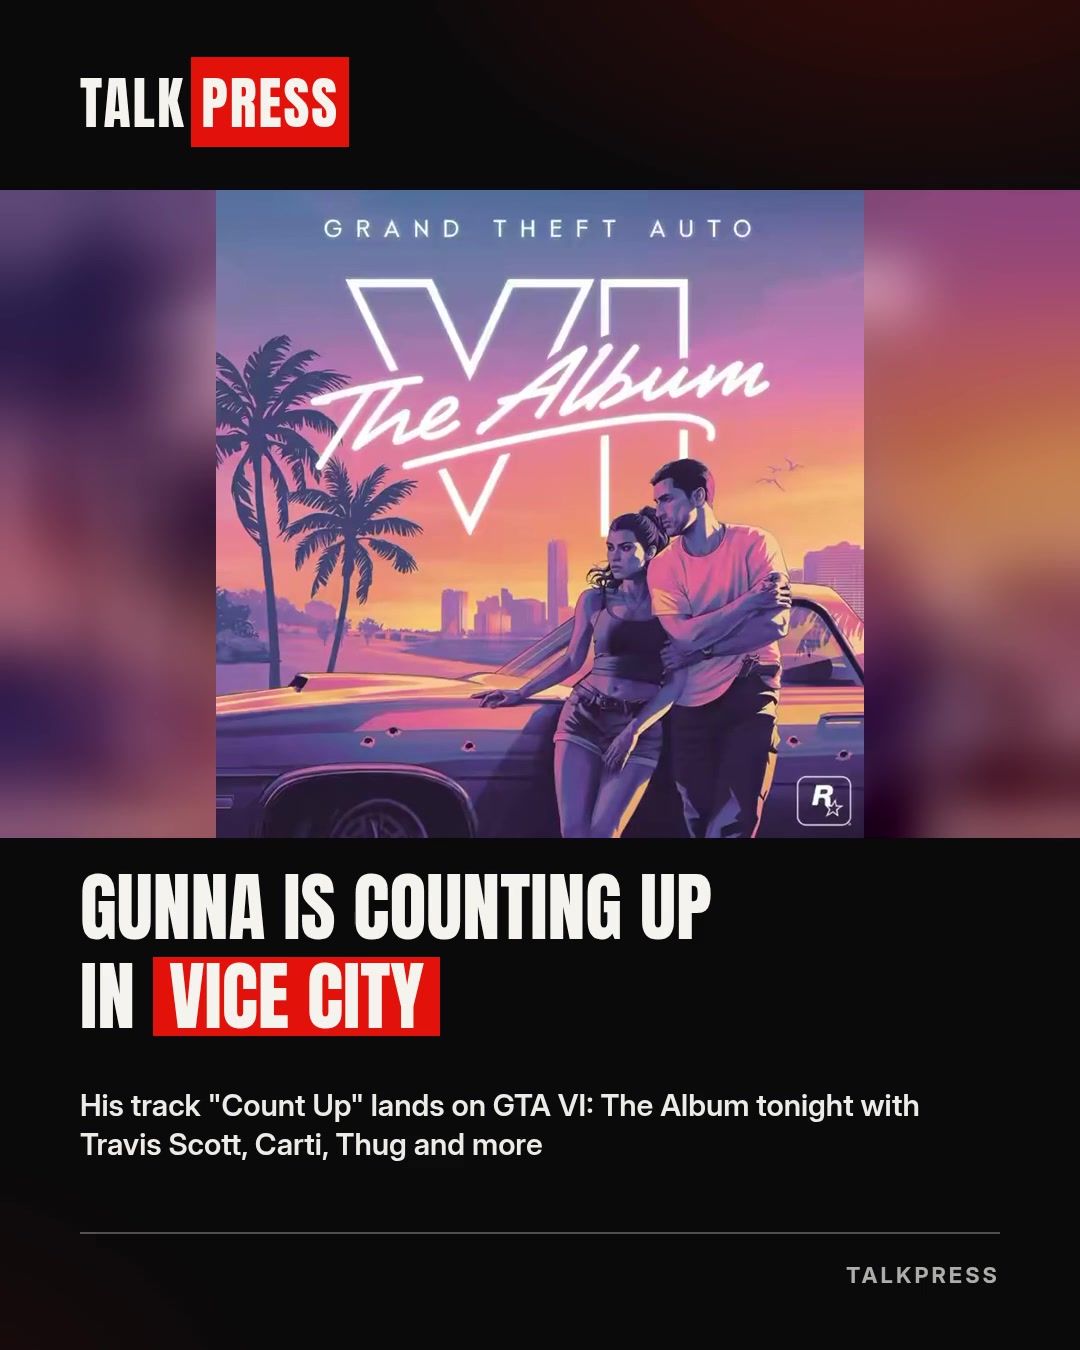 TALK PRESS
GRAND THEFT AUTO
VI
The Album
R
GUNNA IS COUNTING UP
IN VICE CITY
His track "Count Up" lands on GTA VI: The Album tonight with
Travis Scott, Carti, Thug and more
TALKPRESS